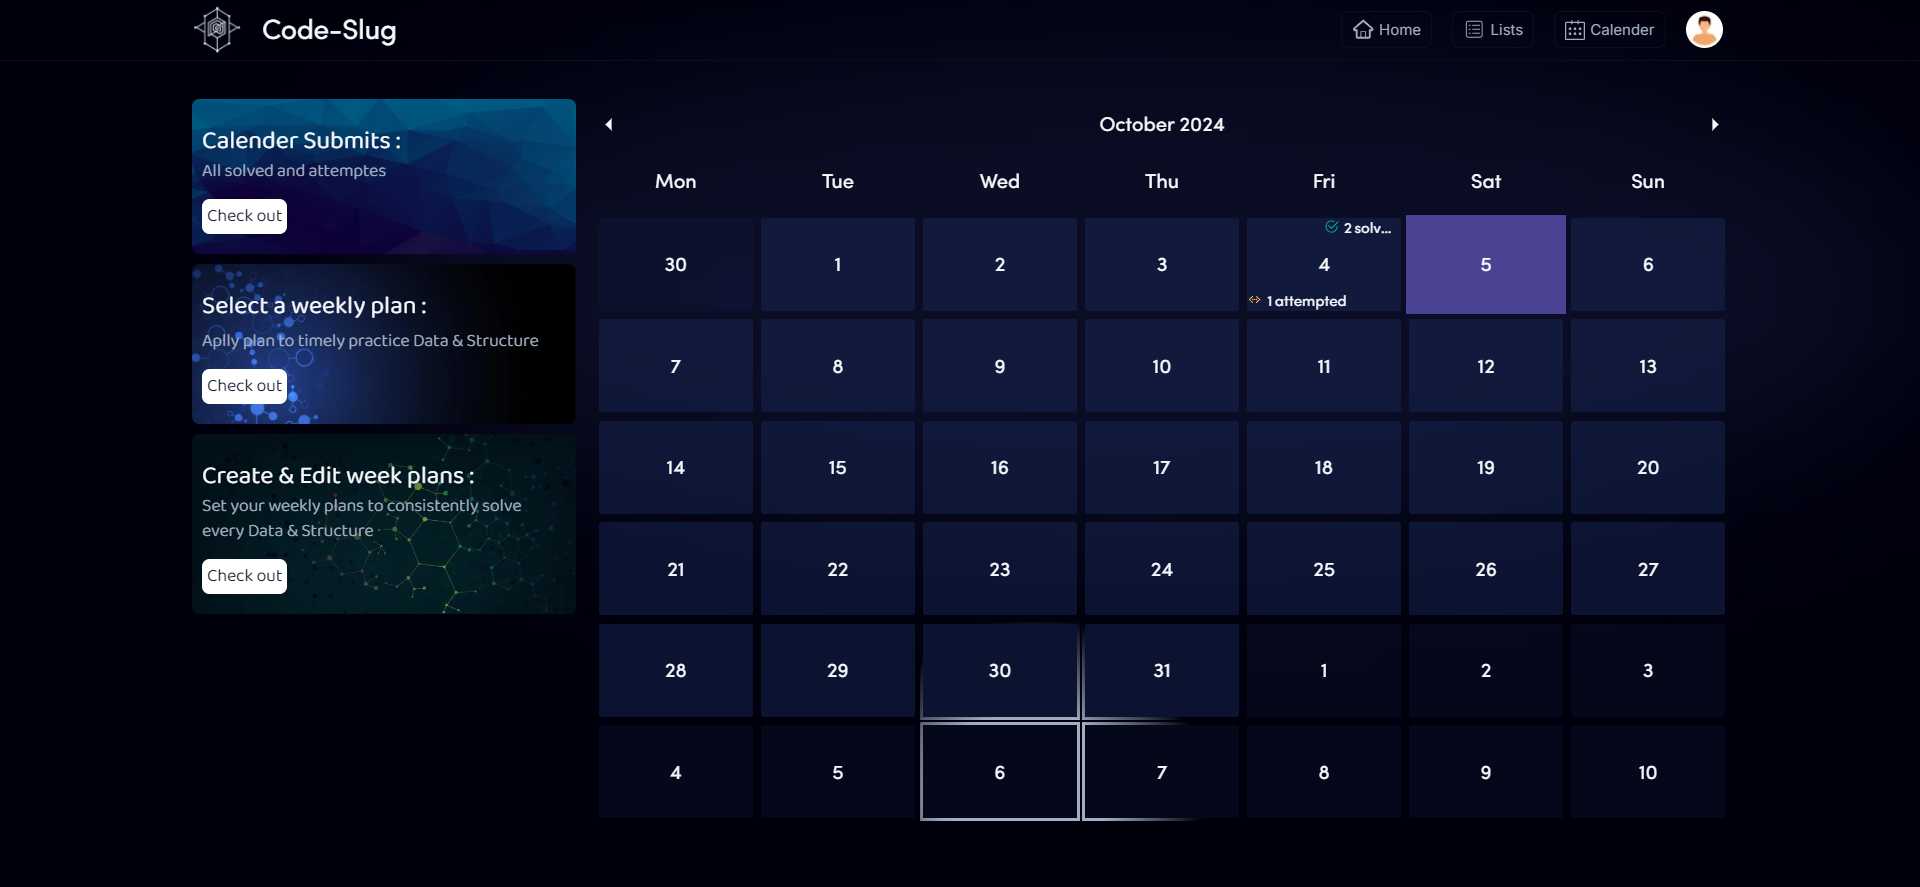 Code-Slug
Home
Lists
Calender
Calender Submits :
All solved and attemptes
Check out
Select a weekly plan :
Aplly plan to timely practice Data & Structure
Check out
Create & Edit week plans :
Set your weekly plans to consistently solve
every Data & Structure
Check out
October 2024
Mon Tue Wed Thu Fri Sat Sun
2 solv...
30 1 2 3 4 5 6
1 attempted
7 8 9 10 11 12 13
14 15 16 17 18 19 20
21 22 23 24 25 26 27
28 29 30 31 1 2 3
4 5 6 7 8 9 10